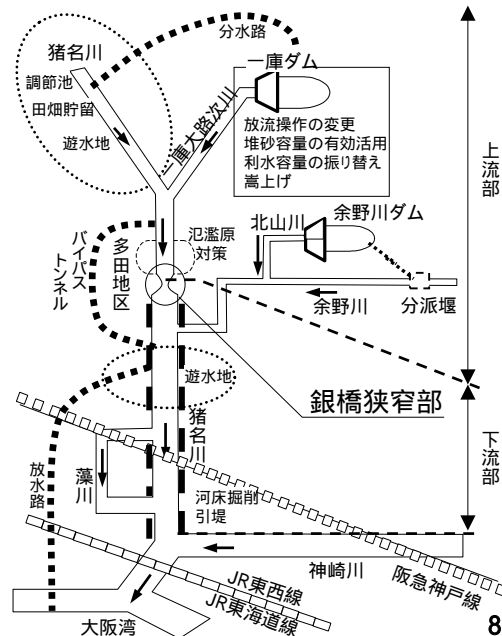 分水路
猪名川
調節池
田畑貯留
遊水地
一庫大路次川
一庫ダム
放流操作の変更
堆砂容量の有効活用
利水容量の振り替え
嵩上げ
上流部
北山川
余野川ダム
氾濫原
対策
多田地区
バイパス
トンネル
余野川
分派堰
遊水地
銀橋狭窄部
猪名川
下流部
放水路
藻川
河床掘削
引堤
神崎川
阪急神戸線
JR東西線
JR東海道線
大阪湾
8